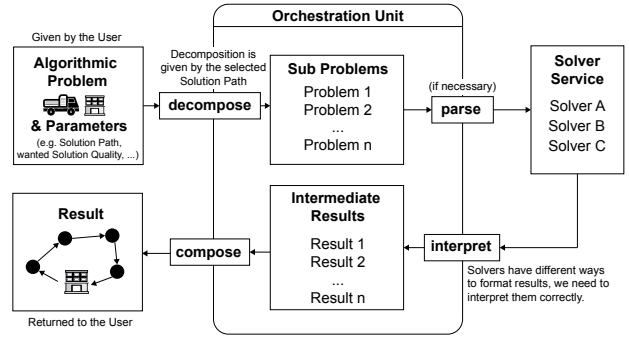 Orchestration Unit
Given by the User
Algorithmic
Problem
& Parameters
(e.g. Solution Path,
wanted Solution Quality, ...)
Decomposition is
given by the selected
Solution Path
decompose
Sub Problems
Problem 1
Problem 2
...
Problem n
(if necessary)
parse
Solver
Service
Solver A
Solver B
Solver C
Result
Returned to the User
compose
Intermediate
Results
Result 1
Result 2
...
Result n
interpret
Solvers have different ways
to format results, we need to
interpret them correctly.